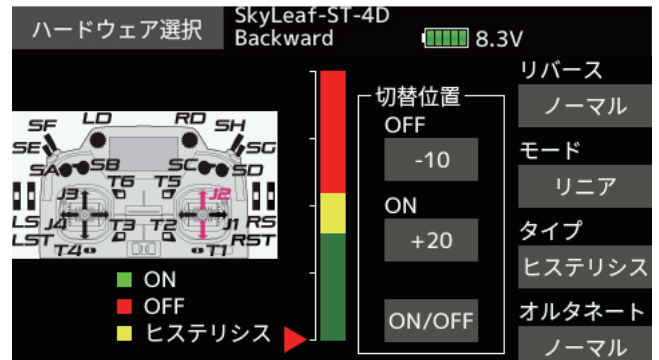 ハードウェア選択
SkyLeaf-ST-4D
Backward
8.3V
リバース
ノーマル
モード
リニア
タイプ
ヒステリシス
オルタネート
ノーマル
切替位置
OFF
-10
ON
+20
ON/OFF
SF LD RD SH
SE SG
SA SB SC SD
T6 T5
J3 J2
LS J4 T3 T2 J1 RS
LST T4 T1 RST
ON
OFF
ヒステリシス